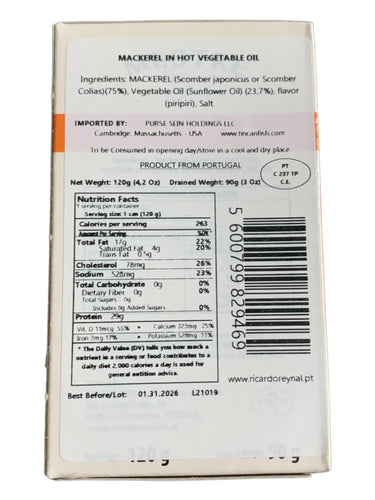 MACKEREL IN HOT VEGETABLE OIL
Ingredients: MACKEREL (Scomber japonicus or Scomber
Colias)(75%), Vegetable Oil (Sunflower Oil) (23,7%), flavor
(piripiri), Salt.
IMPORTED BY: PURSE SEIN HOLDINGS LLC
Cambridge, Massachusetts - USA www.tincanfish.com
To be Consumed in opening day/store in a cool and dry place
PRODUCT FROM PORTUGAL
PT
C 237 1P
C.E.
Net Weught: 120g (4,2 Oz) Drained Weught: 90g (3 Oz)
Nutrition Facts
1 serving per container
Serving size: 1 can (120 g)
Calories per serving 263
Amount Per Serving %DV*
Total Fat 17g 22%
Saturated Fat 4g 20%
Trans Fat 0.5g
Cholesterol 78mg 26%
Sodium 528mg 23%
Total Carbohydrate 0g 0%
Dietary Fiber 0g 0%
Total Sugars 0g
Includes 0g Added Sugars 0%
Protein 29g
Vit. D 11mcg 55% • Calcium 323mg 25%
Iron 3mg 17% • Potassium 528mg 11%
* The Daily Value (DV) tells you how much a
nutrient in a serving or food contributes to a
daily diet 2,000 calories a day is used for
general nutrition advice.
5 600799 829469
www.ricardoreynal.pt
Best Before/Lot: 01.31.2026 L21019
120 g 90 g